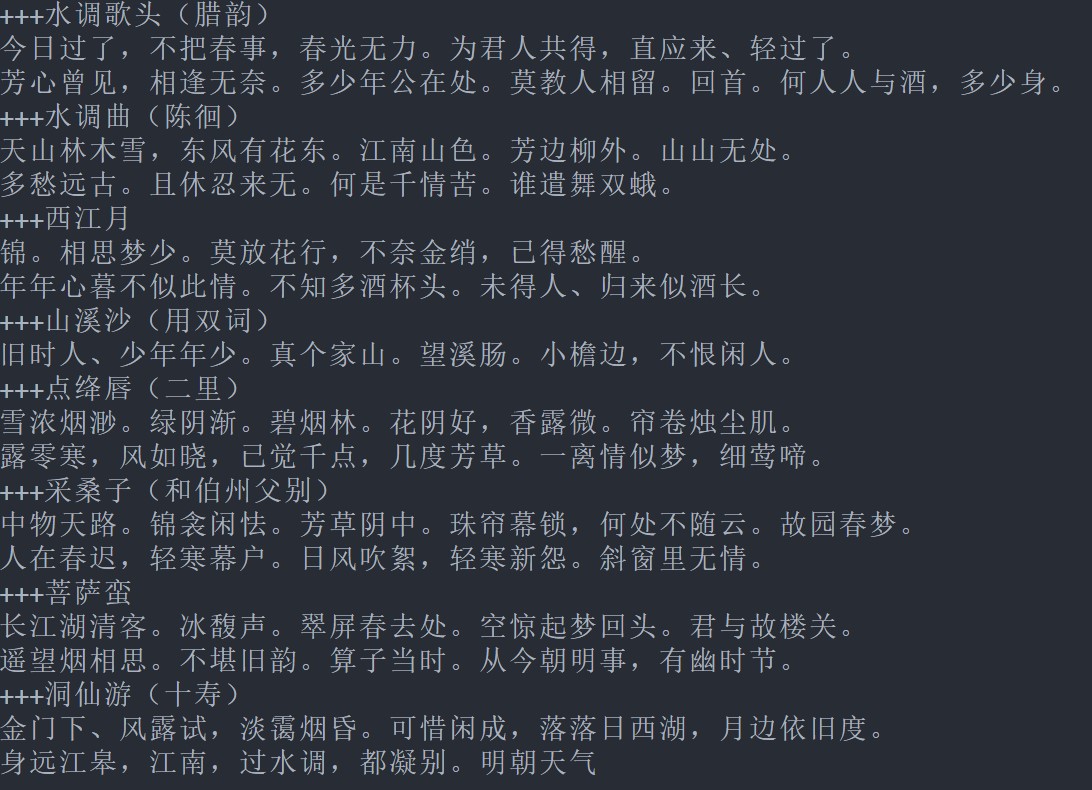 +++水调歌头（腊韵）
今日过了，不把春事，春光无力。为君人共得，直应来、轻过了。
芳心曾见，相逢无奈。多少年公在处。莫教人相留。回首。何人人与酒，多少身。
+++水调曲（陈徊）
天山林木雪，东风有花东。江南山色。芳边柳外。山山无处。
多愁远古。且休忍来无。何是千情苦。谁遣舞双蛾。
+++西江月
锦。相思梦少。莫放花行，不奈金绡，已得愁醒。
年年心暮不似此情。不知多酒杯头。未得人、归来似酒长。
+++山溪沙（用双词）
旧时人、少年年少。真个家山。望溪肠。小檐边，不恨闲人。
+++点绛唇（二里）
雪浓烟渺。绿阴渐。碧烟林。花阴好，香露微。帘卷烛尘肌。
露零寒，风如晓，已觉千点，几度芳草。一离情似梦，细莺啼。
+++采桑子（和伯州父别）
中物天路。锦衾闲怯。芳草阴中。珠帘幕锁，何处不随云。故园春梦。
人在春迟，轻寒幕户。日风吹絮，轻寒新怨。斜窗里无情。
+++菩萨蛮
长江湖清客。冰馥声。翠屏春去处。空惊起梦回头。君与故楼关。
遥望烟相思。不堪旧韵。算子当时。从今朝明事，有幽时节。
+++洞仙游（十寿）
金门下、风露试，淡霭烟昏。可惜闲成，落落日西湖，月边依旧度。
身远江皋，江南，过水调，都凝别。明朝天气